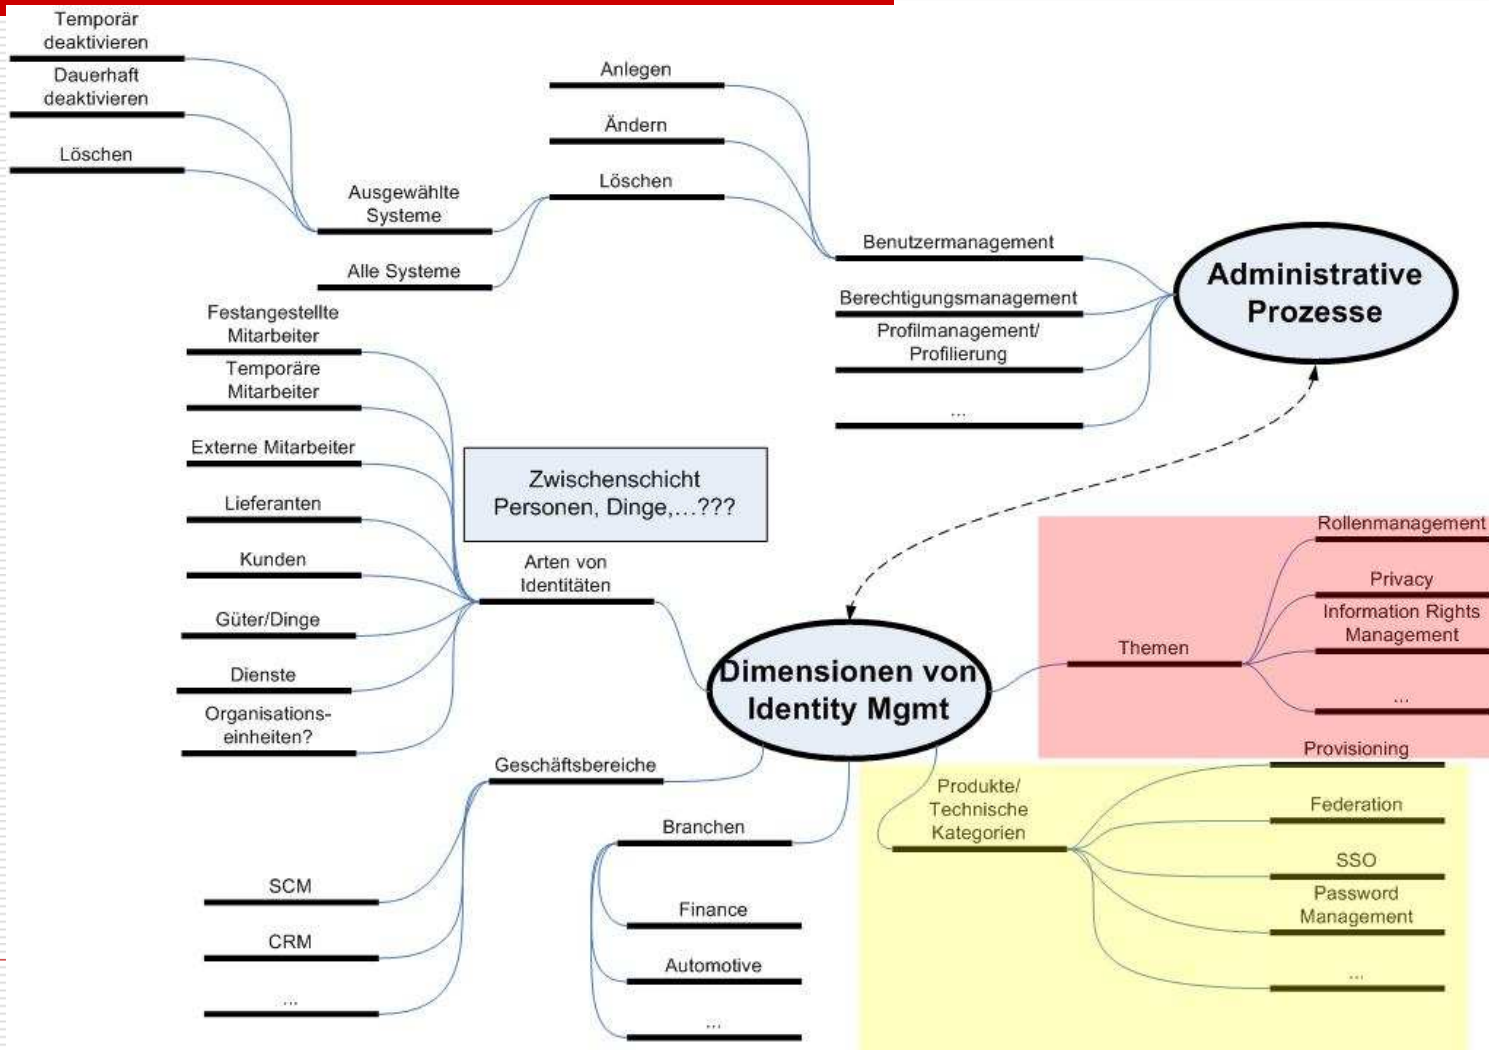 Temporär
deaktivieren
Dauerhaft
deaktivieren
Löschen
Ausgewählte
Systeme
Alle Systeme
Anlegen
Ändern
Löschen
Benutzermanagement
Berechtigungsmanagement
Profilmanagement/
Profilierung
...
Administrative
Prozesse
Festangestellte
Mitarbeiter
Temporäre
Mitarbeiter
Externe Mitarbeiter
Lieferanten
Kunden
Güter/Dinge
Dienste
Organisations-
einheiten?
Zwischenschicht
Personen, Dinge,...???
Arten von
Identitäten
Dimensionen von
Identity Mgmt
Themen
Rollenmanagement
Privacy
Information Rights
Management
...
Geschäftsbereiche
SCM
CRM
...
Branchen
Finance
Automotive
...
Produkte/
Technische
Kategorien
Provisioning
Federation
SSO
Password
Management
...